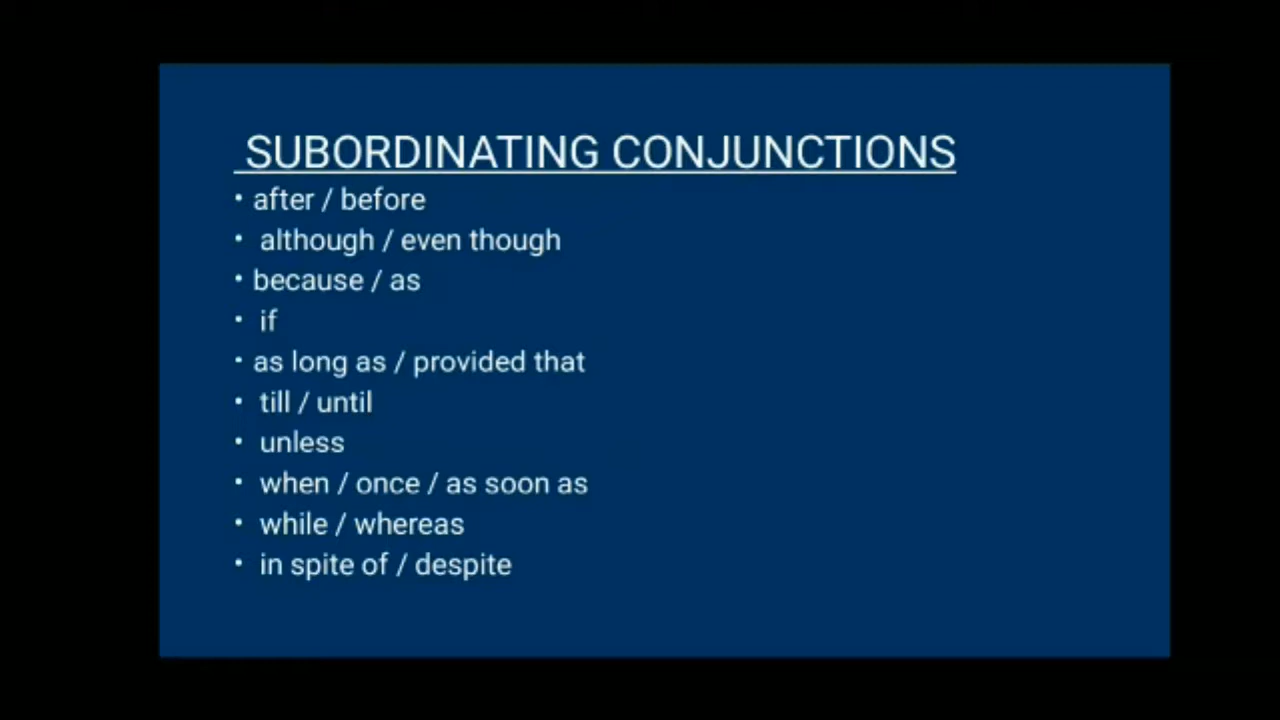 SUBORDINATING CONJUNCTIONS
• after / before
• although / even though
• because / as
• if
• as long as / provided that
• till / until
• unless
• when / once / as soon as
• while / whereas
• in spite of / despite